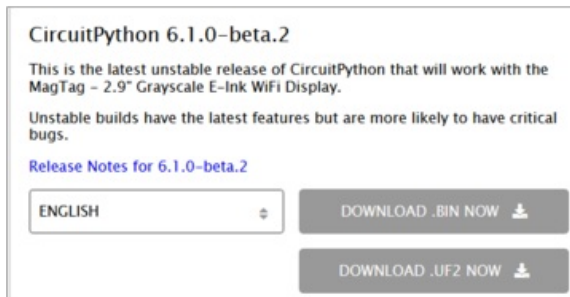 CircuitPython 6.1.0-beta.2
This is the latest unstable release of CircuitPython that will work with the
MagTag - 2.9" Grayscale E-Ink WiFi Display.
Unstable builds have the latest features but are more likely to have critical
bugs.
Release Notes for 6.1.0-beta.2
ENGLISH
DOWNLOAD .BIN NOW
DOWNLOAD .UF2 NOW